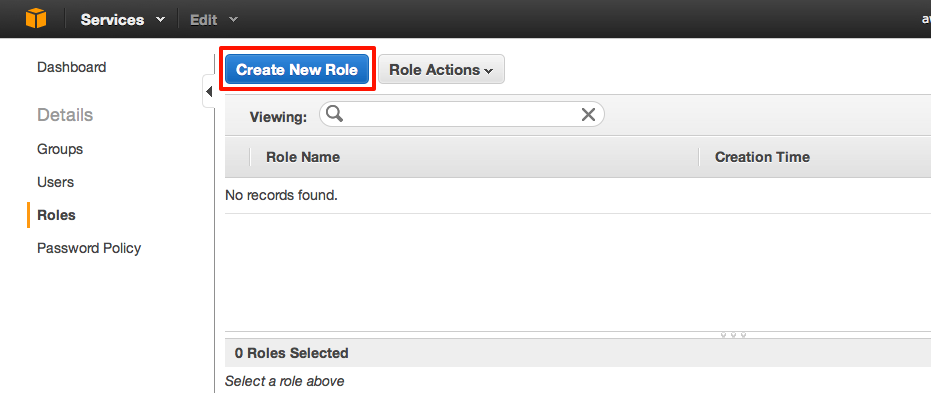 Services Edit
Dashboard
Create New Role Role Actions
Details
Viewing:
Groups
Role Name Creation Time
Users
No records found.
Roles
Password Policy
0 Roles Selected
Select a role above